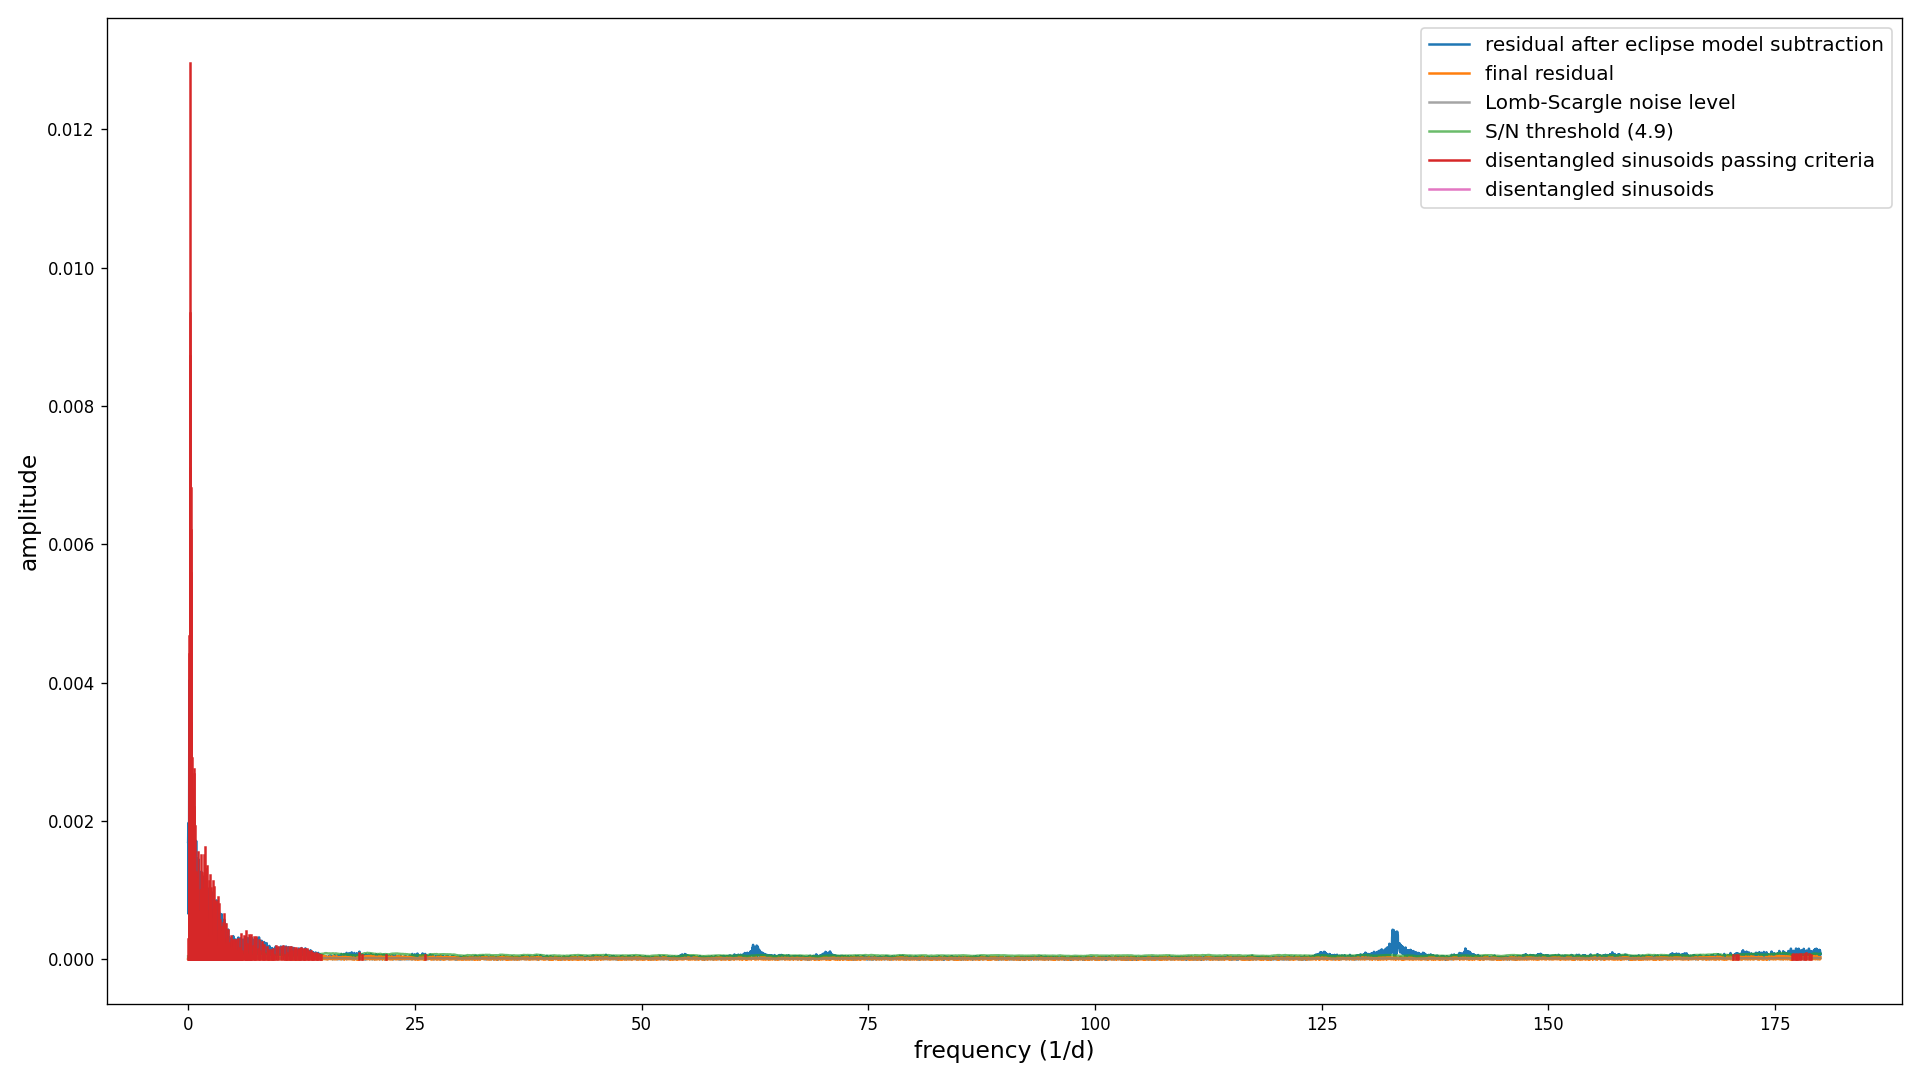 residual after eclipse model subtraction
final residual
Lomb-Scargle noise level
S/N threshold (4.9)
disentangled sinusoids passing criteria
disentangled sinusoids
0.012
0.010
0.008
0.006
0.004
0.002
0.000
amplitude
0 25 50 75 100 125 150 175
frequency (1/d)